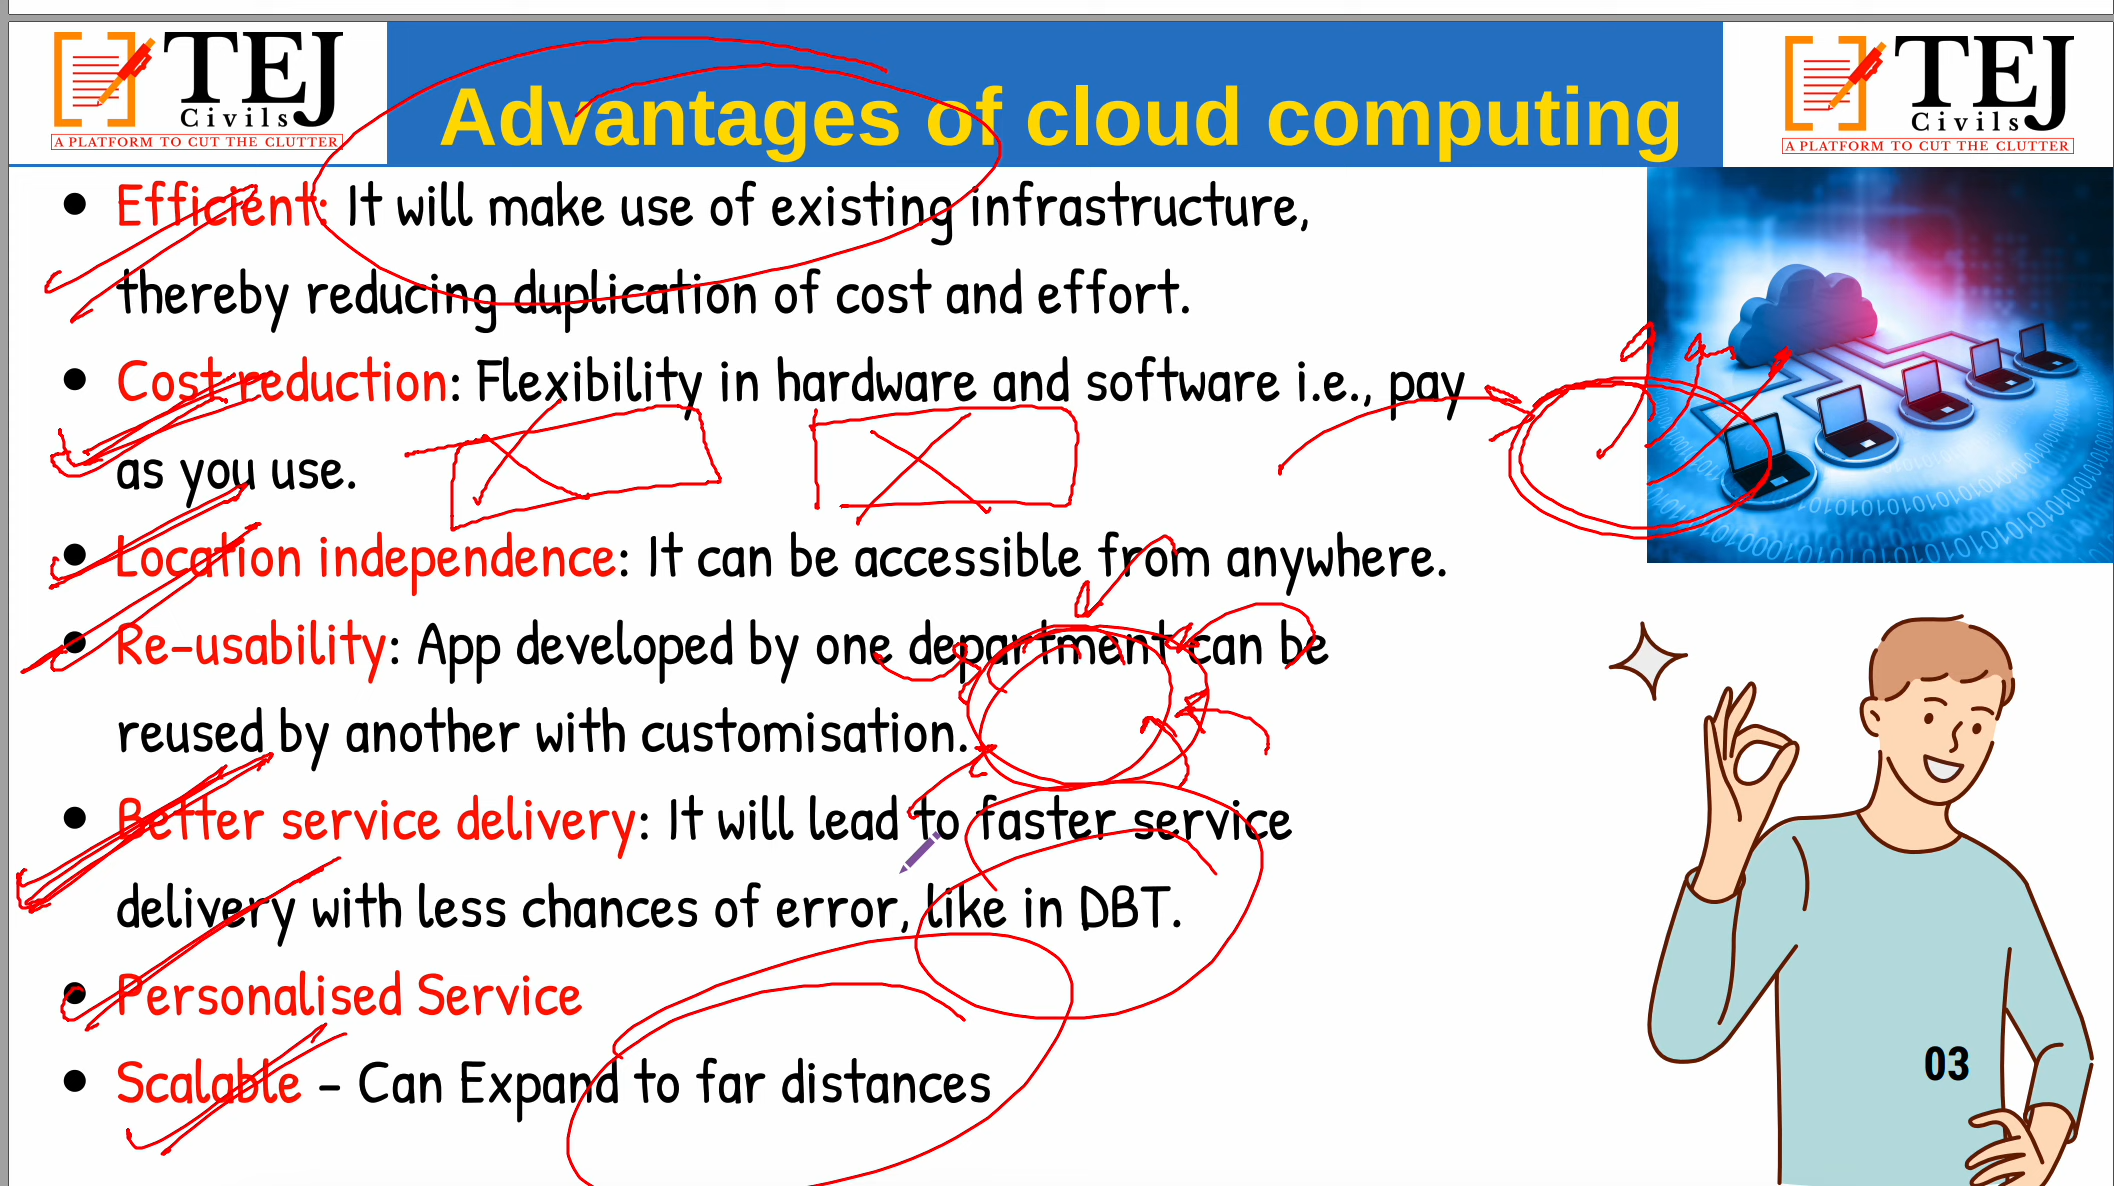 TEJ
Civils
A PLATFORM TO CUT THE CLUTTER
Advantages of cloud computing
TEJ
Civils
A PLATFORM TO CUT THE CLUTTER
• Efficient: It will make use of existing infrastructure,
thereby reducing duplication of cost and effort.
• Cost reduction: Flexibility in hardware and software i.e., pay
as you use.
• Location independence: It can be accessible from anywhere.
• Re-usability: App developed by one department can be
reused by another with customisation.
• Better service delivery: It will lead to faster service
delivery with less chances of error, like in DBT.
• Personalised Service
• Scalable – Can Expand to far distances
03